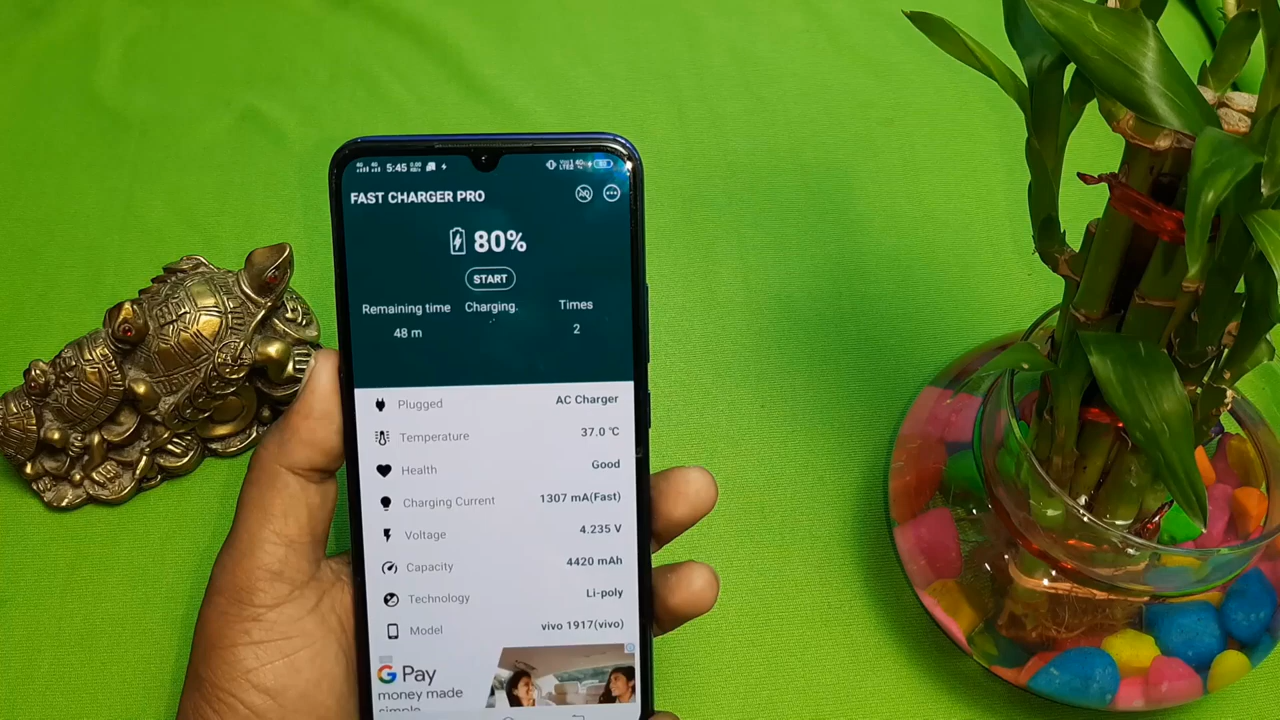 5:45
FAST CHARGER PRO
80%
START
Remaining time Charging. Times
48 m 2
Plugged AC Charger
Temperature 37.0 °C
Health Good
Charging Current 1307 mA(Fast)
Voltage 4.235 V
Capacity 4420 mAh
Technology Li-poly
Model vivo 1917(vivo)
G Pay
money made
simple